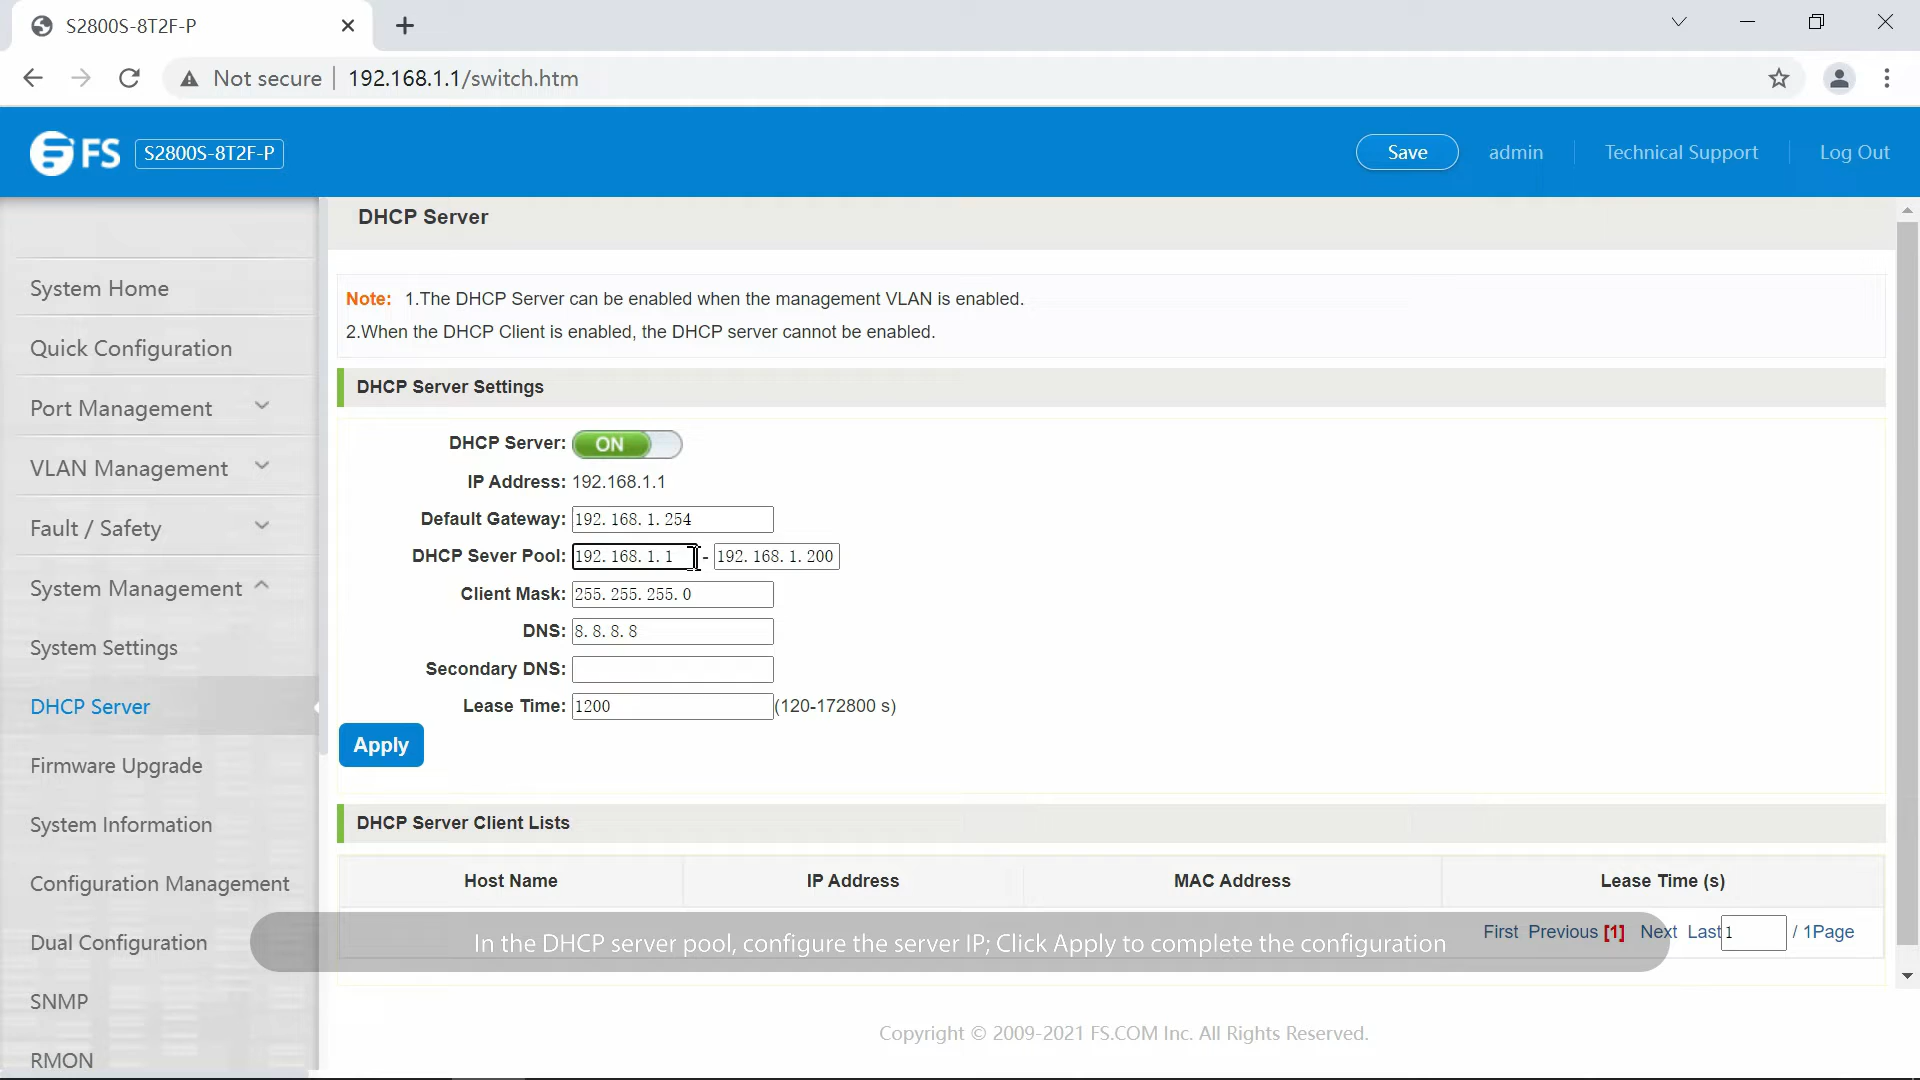 S2800S-8T2F-P
Not secure 192.168.1.1/switch.htm
FS S2800S-8T2F-P Save admin Technical Support Log Out
DHCP Server
System Home
Quick Configuration
Port Management
VLAN Management
Fault / Safety
System Management
System Settings
DHCP Server
Firmware Upgrade
System Information
Configuration Management
Dual Configuration
SNMP
RMON
Note: 1.The DHCP Server can be enabled when the management VLAN is enabled.
2.When the DHCP Client is enabled, the DHCP server cannot be enabled.
DHCP Server Settings
DHCP Server: ON
IP Address: 192.168.1.1
Default Gateway: 192.168.1.254
DHCP Sever Pool: 192.168.1.1 - 192.168.1.200
Client Mask: 255.255.255.0
DNS: 8.8.8.8
Secondary DNS:
Lease Time: 1200 (120-172800 s)
Apply
DHCP Server Client Lists
Host Name IP Address MAC Address Lease Time (s)
First Previous [1] Next Last 1 / 1Page
In the DHCP server pool, configure the server IP; Click Apply to complete the configuration
Copyright © 2009-2021 FS.COM Inc. All Rights Reserved.